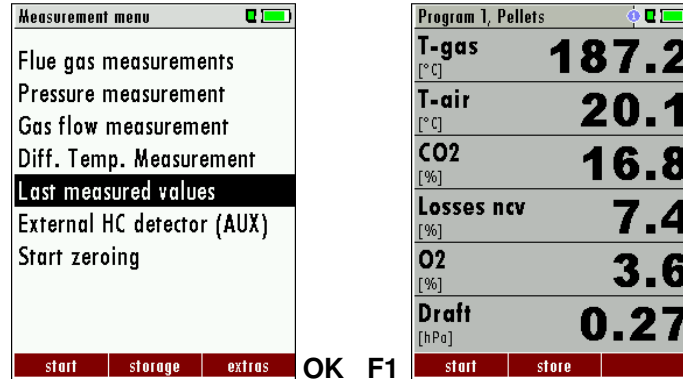 Measurement menu
Flue gas measurements
Pressure measurement
Gas flow measurement
Diff. Temp. Measurement
Last measured values
External HC detector (AUX)
Start zeroing
start storage extras
OK F1
Program 1, Pellets
T-gas 187.2
[°C]
T-air 20.1
[°C]
CO2 16.8
[%]
Losses ncv 7.4
[%]
O2 3.6
[%]
Draft 0.27
[hPa]
start store